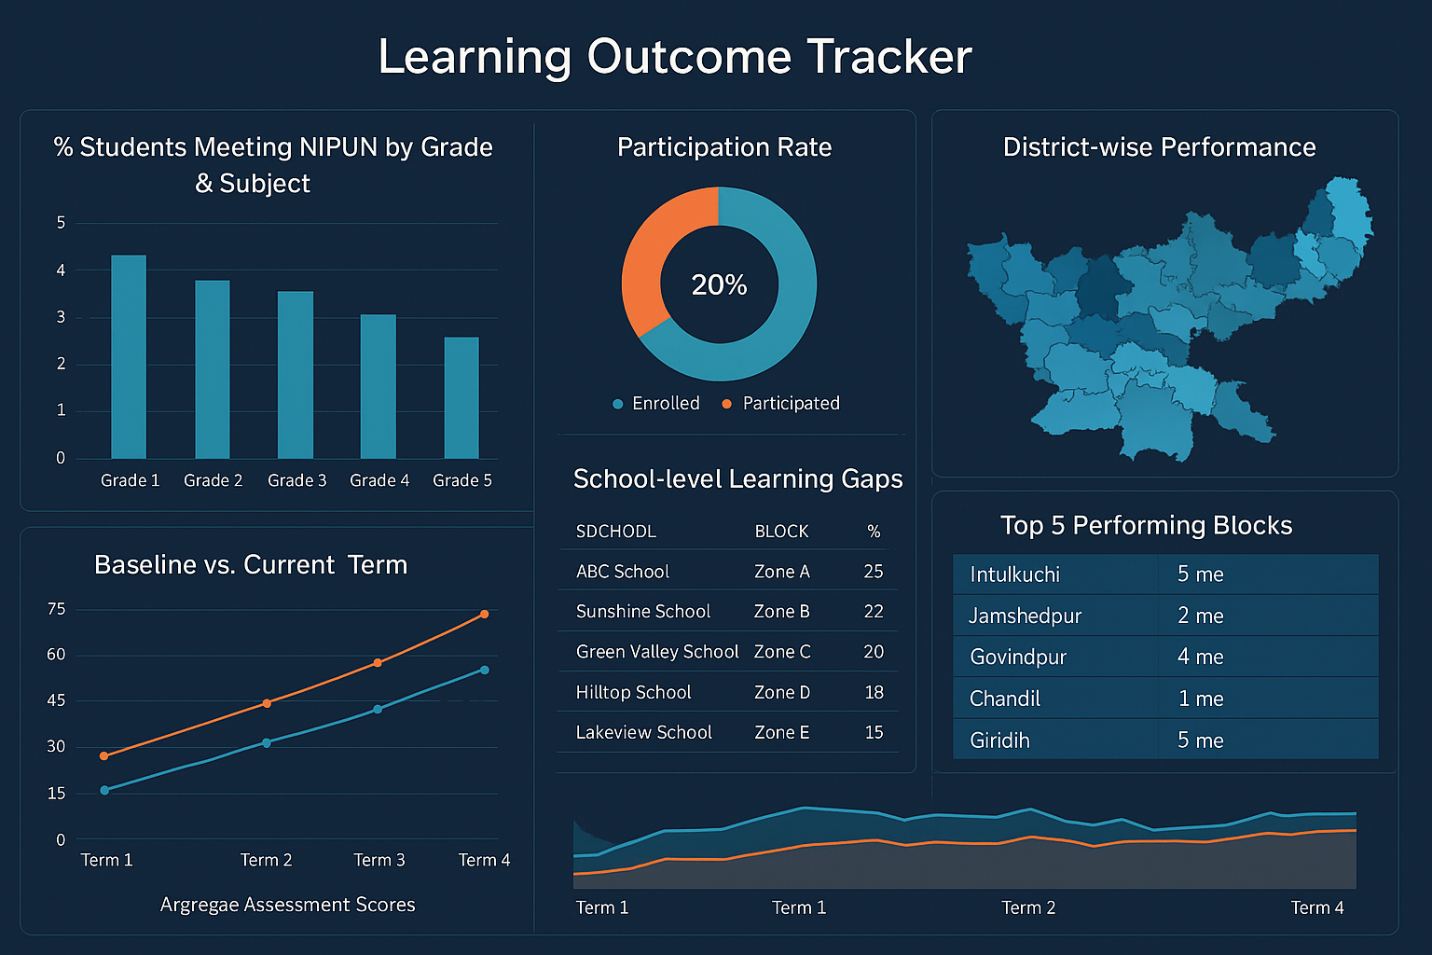 Learning Outcome Tracker
% Students Meeting NIPUN by Grade
& Subject
5
4
3
2
1
0
Grade 1 Grade 2 Grade 3 Grade 4 Grade 5
Participation Rate
20%
Enrolled Participated
District-wise Performance
Baseline vs. Current Term
75
60
45
30
15
0
Term 1 Term 2 Term 3 Term 4
Argregae Assessment Scores
School-level Learning Gaps
SDCHODL BLOCK %
ABC School Zone A 25
Sunshine School Zone B 22
Green Valley School Zone C 20
Hilltop School Zone D 18
Lakeview School Zone E 15
Top 5 Performing Blocks
Intulkuchi 5 me
Jamshedpur 2 me
Govindpur 4 me
Chandil 1 me
Giridih 5 me
Term 1 Term 1 Term 2 Term 4